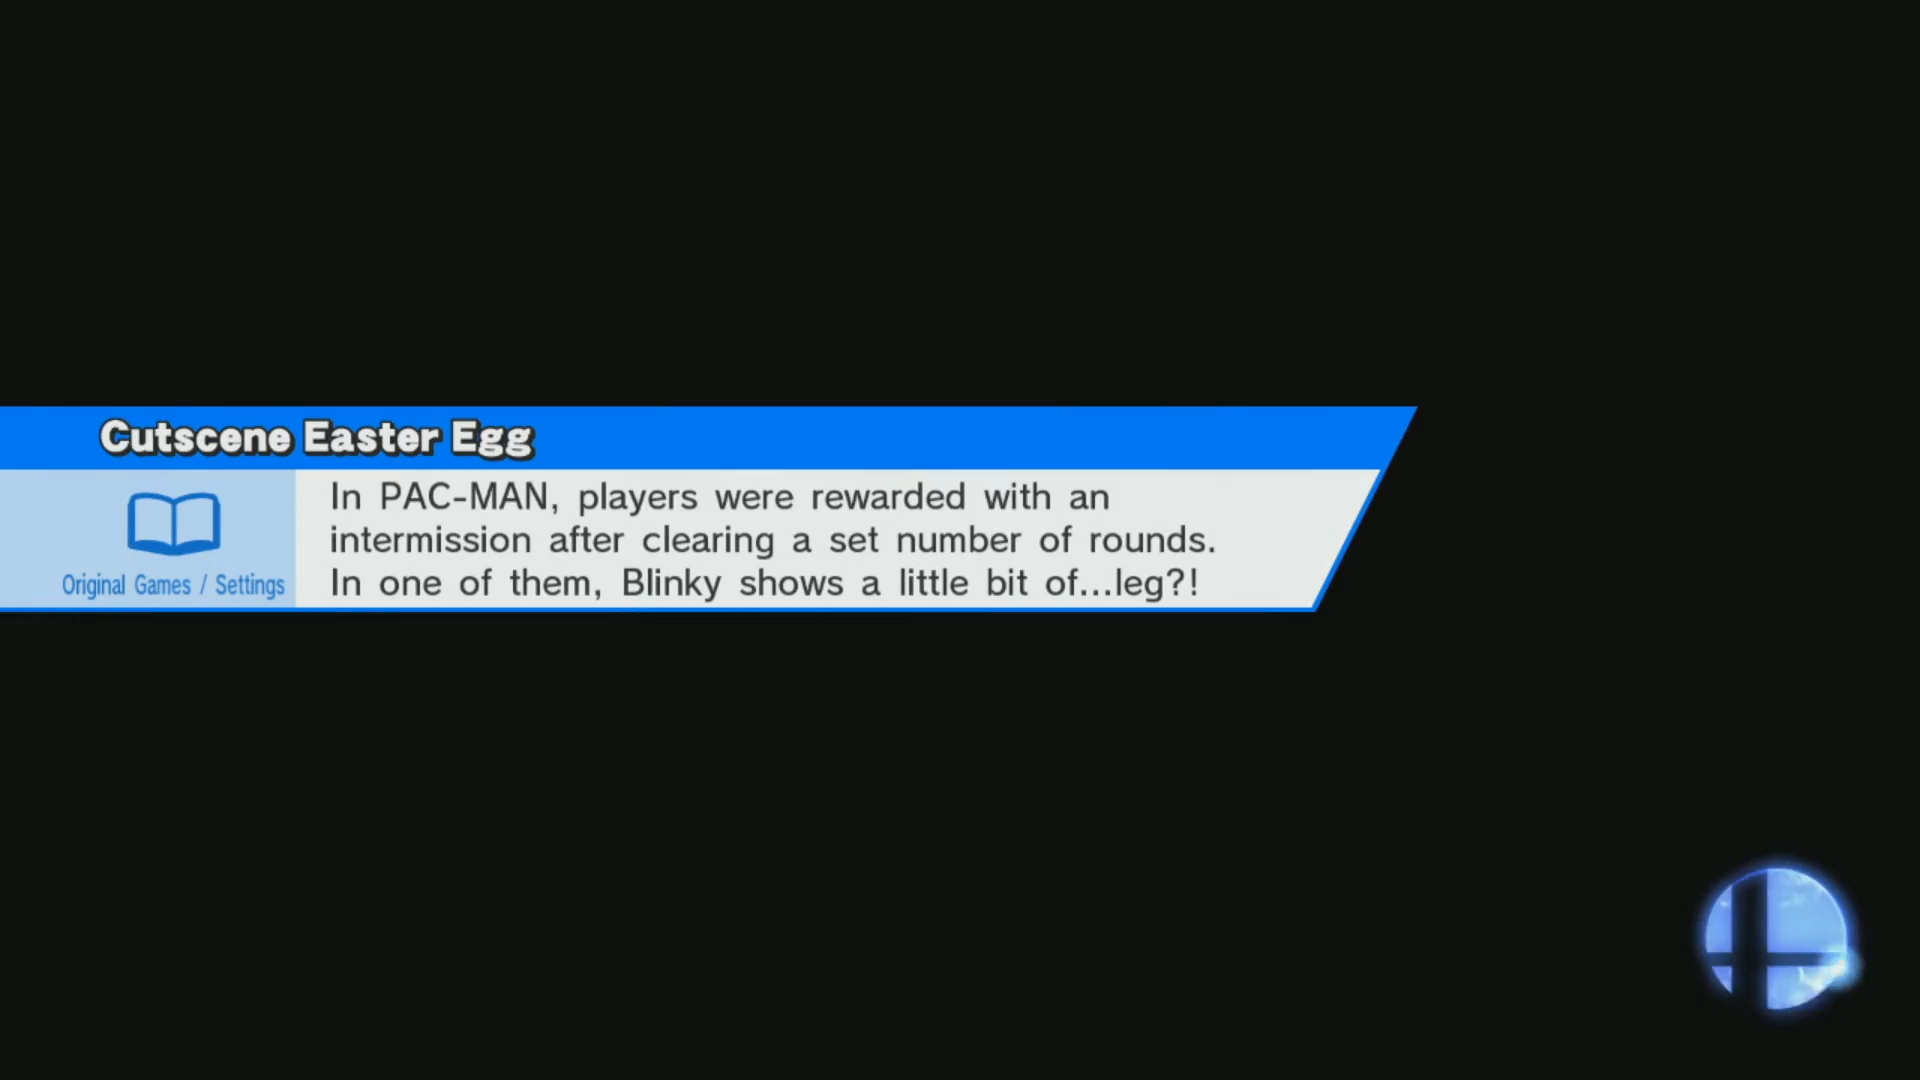 Cutscene Easter Egg
Original Games / Settings
In PAC-MAN, players were rewarded with an
intermission after clearing a set number of rounds.
In one of them, Blinky shows a little bit of...leg?!